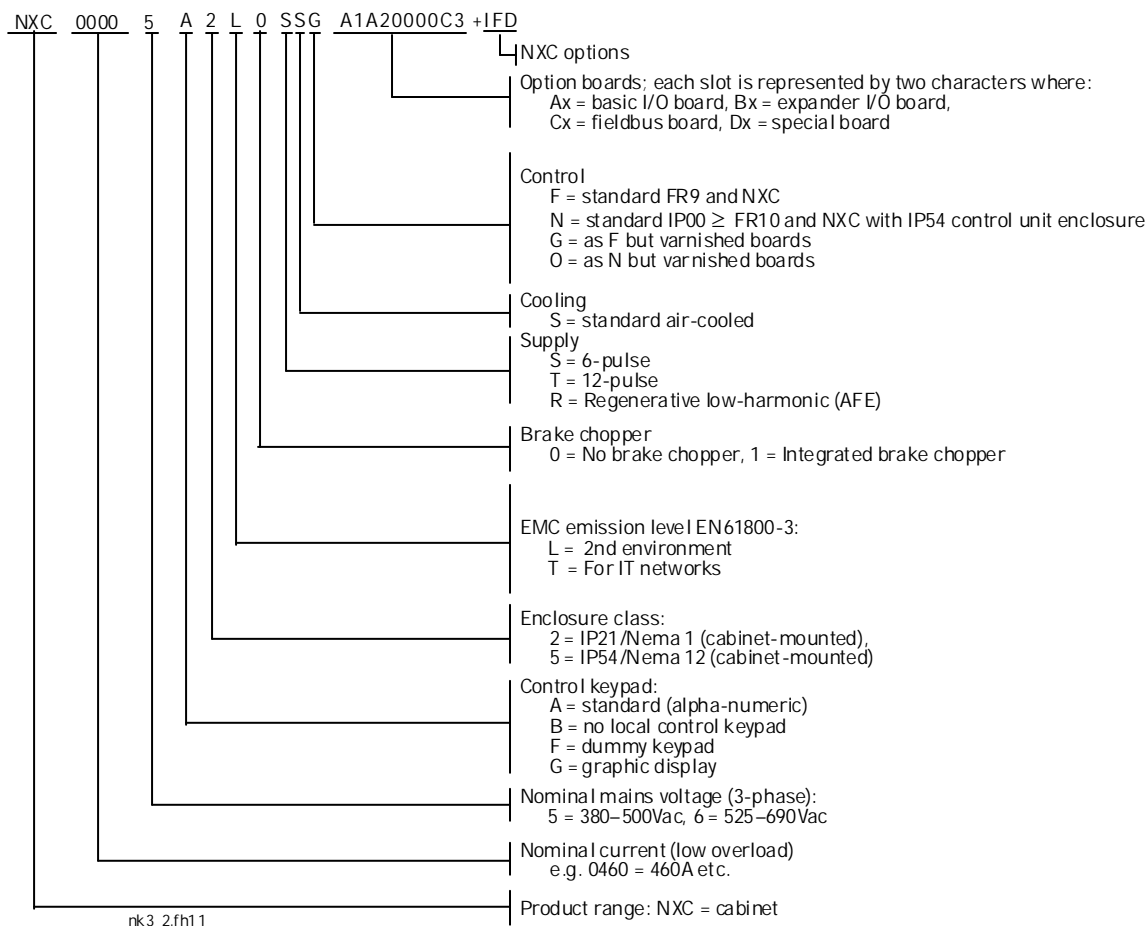 NXC 0000 5 A 2 L 0 SSG A1A20000C3 +IFD
NXC options
Option boards; each slot is represented by two characters where:
Ax = basic I/O board, Bx = expander I/O board,
Cx = fieldbus board, Dx = special board
Control
F = standard FR9 and NXC
N = standard IP00 ≥ FR10 and NXC with IP54 control unit enclosure
G = as F but varnished boards
O = as N but varnished boards
Cooling
S = standard air-cooled
Supply
S = 6-pulse
T = 12-pulse
R = Regenerative low-harmonic (AFE)
Brake chopper
0 = No brake chopper, 1 = Integrated brake chopper
EMC emission level EN61800-3:
L = 2nd environment
T = For IT networks
Enclosure class:
2 = IP21/Nema 1 (cabinet-mounted),
5 = IP54/Nema 12 (cabinet-mounted)
Control keypad:
A = standard (alpha-numeric)
B = no local control keypad
F = dummy keypad
G = graphic display
Nominal mains voltage (3-phase):
5 = 380–500Vac, 6 = 525–690Vac
Nominal current (low overload)
e.g. 0460 = 460A etc.
Product range: NXC = cabinet
nk3_2.fh11